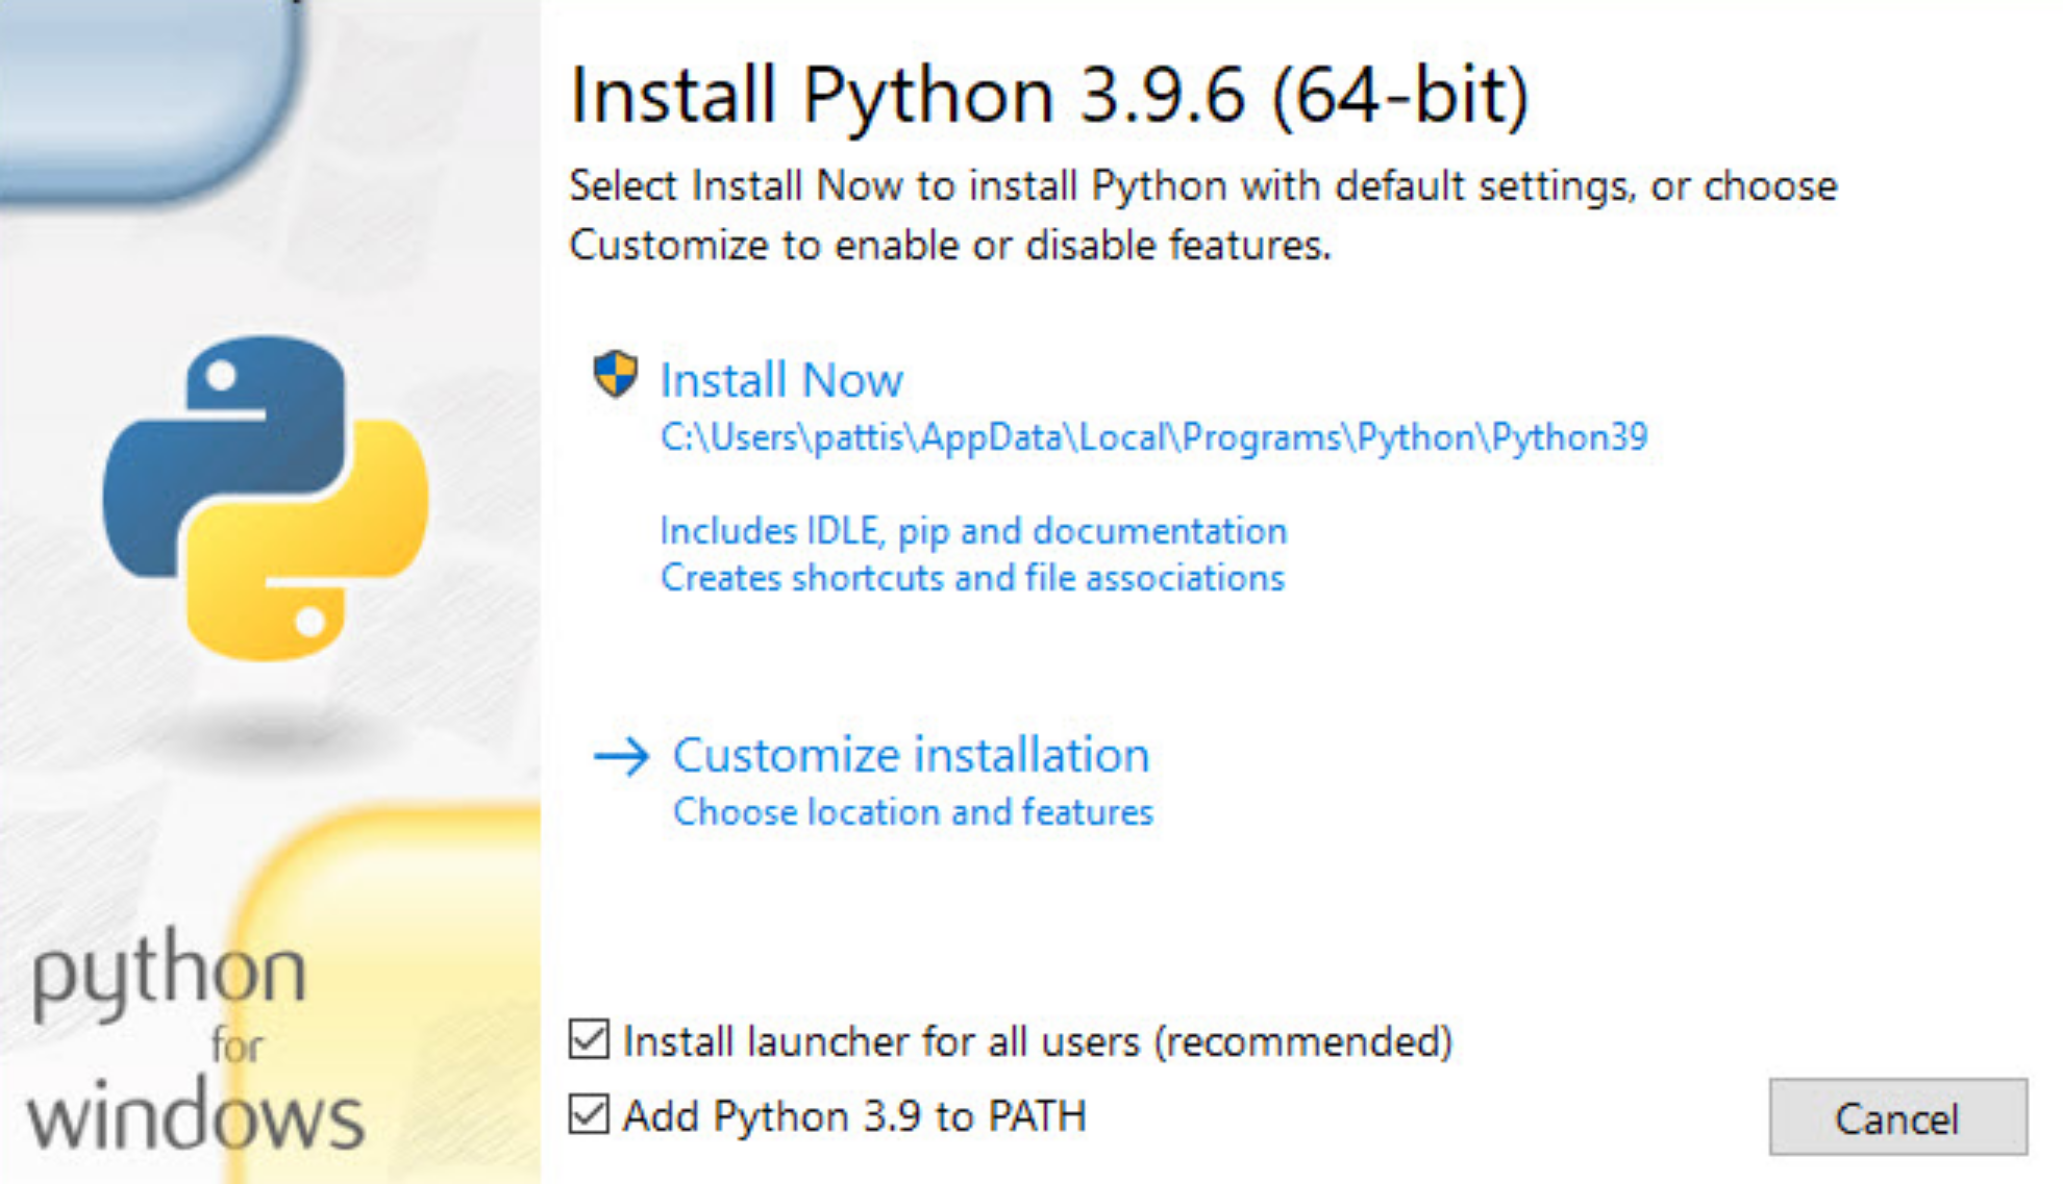 Install Python 3.9.6 (64-bit)
Select Install Now to install Python with default settings, or choose
Customize to enable or disable features.
Install Now
C:\Users\pattis\AppData\Local\Programs\Python\Python39
Includes IDLE, pip and documentation
Creates shortcuts and file associations
Customize installation
Choose location and features
python
for
windows
Install launcher for all users (recommended)
Add Python 3.9 to PATH
Cancel